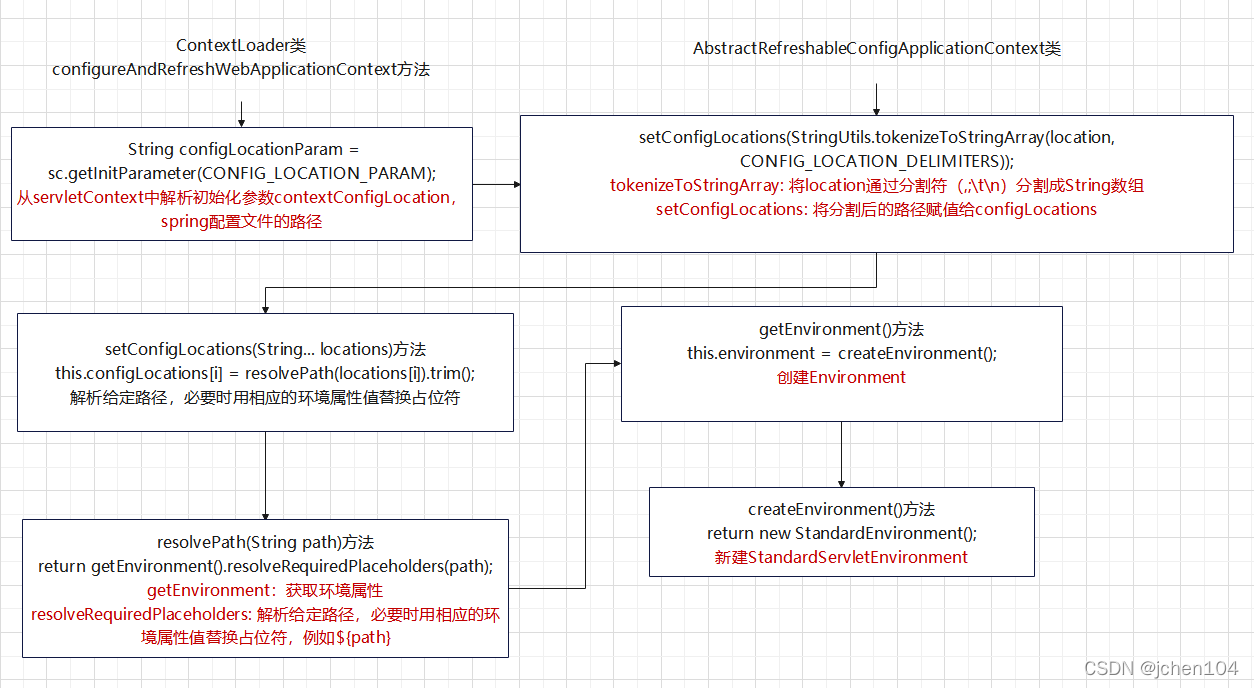 ContextLoader类
configureAndRefreshWebApplicationContext方法
AbstractRefreshableConfigApplicationContext类
String configLocationParam =
sc.getInitParameter(CONFIG_LOCATION_PARAM);
从servletContext中解析初始化参数contextConfigLocation，
spring配置文件的路径
setConfigLocations(StringUtils.tokenizeToStringArray(location,
CONFIG_LOCATION_DELIMITERS));
tokenizeToStringArray: 将location通过分割符（,;\t\n）分割成String数组
setConfigLocations: 将分割后的路径赋值给configLocations
setConfigLocations(String... locations)方法
this.configLocations[i] = resolvePath(locations[i]).trim();
解析给定路径，必要时用相应的环境属性值替换占位符
getEnvironment()方法
this.environment = createEnvironment();
创建Environment
createEnvironment()方法
return new StandardEnvironment();
新建StandardServletEnvironment
resolvePath(String path)方法
return getEnvironment().resolveRequiredPlaceholders(path);
getEnvironment：获取环境属性
resolveRequiredPlaceholders: 解析给定路径，必要时用相应的环
境属性值替换占位符，例如${path}
CSDN @jchen104